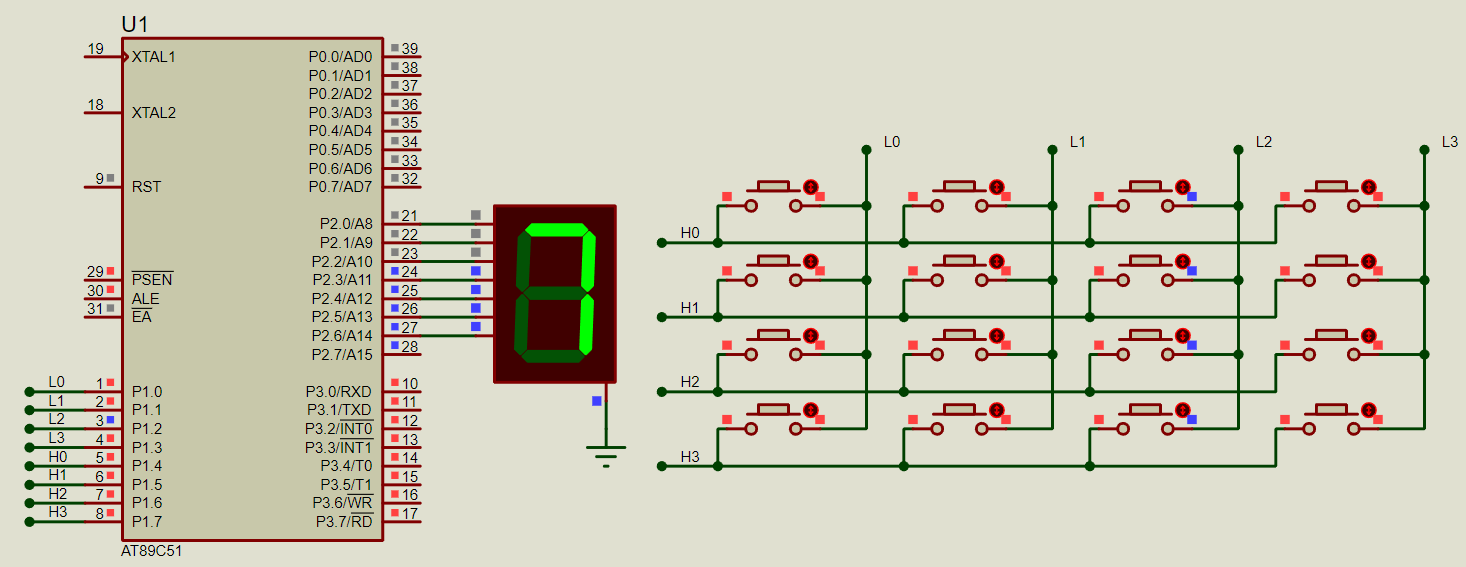 U1
19 XTAL1
18 XTAL2
9 RST
29 PSEN
30 ALE
31 EA
L0 1 P1.0
L1 2 P1.1
L2 3 P1.2
L3 4 P1.3
H0 5 P1.4
H1 6 P1.5
H2 7 P1.6
H3 8 P1.7
P0.0/AD0 39
P0.1/AD1 38
P0.2/AD2 37
P0.3/AD3 36
P0.4/AD4 35
P0.5/AD5 34
P0.6/AD6 33
P0.7/AD7 32
P2.0/A8 21
P2.1/A9 22
P2.2/A10 23
P2.3/A11 24
P2.4/A12 25
P2.5/A13 26
P2.6/A14 27
P2.7/A15 28
P3.0/RXD 10
P3.1/TXD 11
P3.2/INT0 12
P3.3/INT1 13
P3.4/T0 14
P3.5/T1 15
P3.6/WR 16
P3.7/RD 17
AT89C51
7
L0 L1 L2 L3
H0
H1
H2
H3